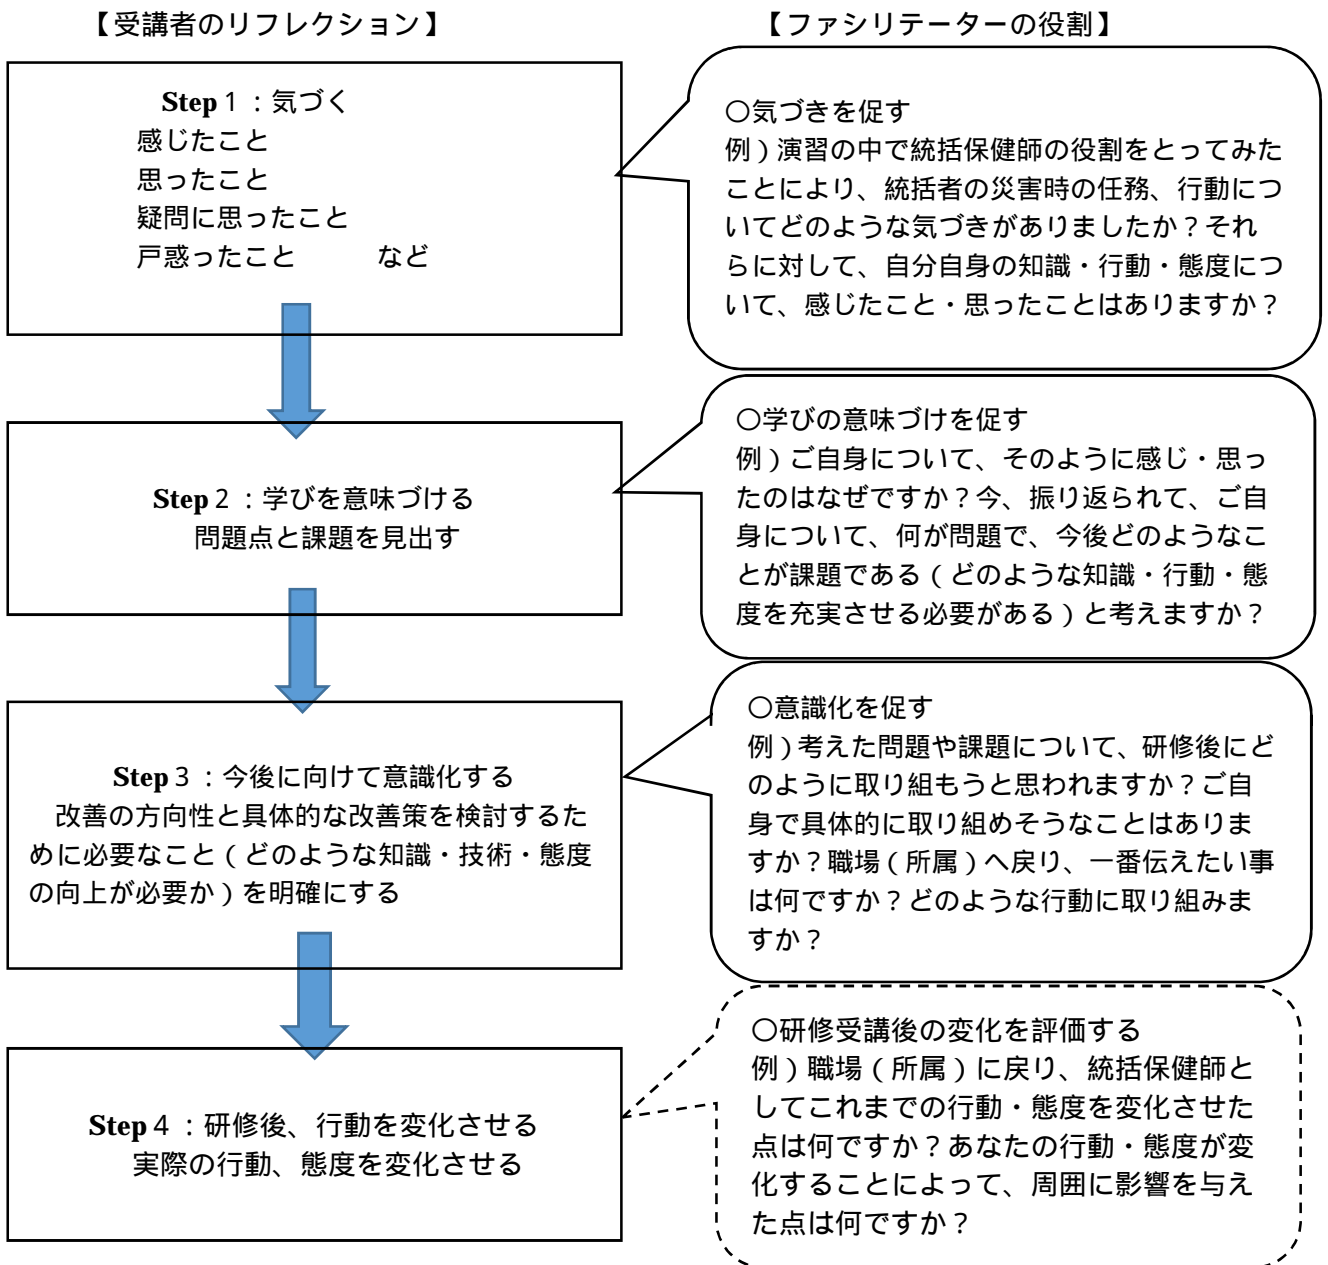 【受講者のリフレクション】
【ファシリテーターの役割】
Step１：気づく
感じたこと
思ったこと
疑問に思ったこと
戸惑ったこと　　　など
〇気づきを促す
例）演習の中で統括保健師の役割をとってみた
ことにより、統括者の災害時の任務、行動につ
いてどのような気づきがありましたか？それ
らに対して、自分自身の知識・行動・態度につ
いて、感じたこと・思ったことはありますか？
Step２：学びを意味づける
問題点と課題を見出す
〇学びの意味づけを促す
例）ご自身について、そのように感じ・思っ
たのはなぜですか？今、振り返られて、ご自
身について、何が問題で、今後どのようなこ
とが課題である（どのような知識・行動・態
度を充実させる必要がある）と考えますか？
Step３：今後に向けて意識化する
改善の方向性と具体的な改善策を検討するた
めに必要なこと（どのような知識・技術・態度
の向上が必要か）を明確にする
〇意識化を促す
例）考えた問題や課題について、研修後にど
のように取り組もうと思われますか？ご自
身で具体的に取り組めそうなことはありま
すか？職場（所属）へ戻り、一番伝えたい事
は何ですか？どのような行動に取り組みま
すか？
Step４：研修後、行動を変化させる
実際の行動、態度を変化させる
〇研修受講後の変化を評価する
例）職場（所属）に戻り、統括保健師と
してこれまでの行動・態度を変化させた
点は何ですか？あなたの行動・態度が変
化することによって、周囲に影響を与え
た点は何ですか？